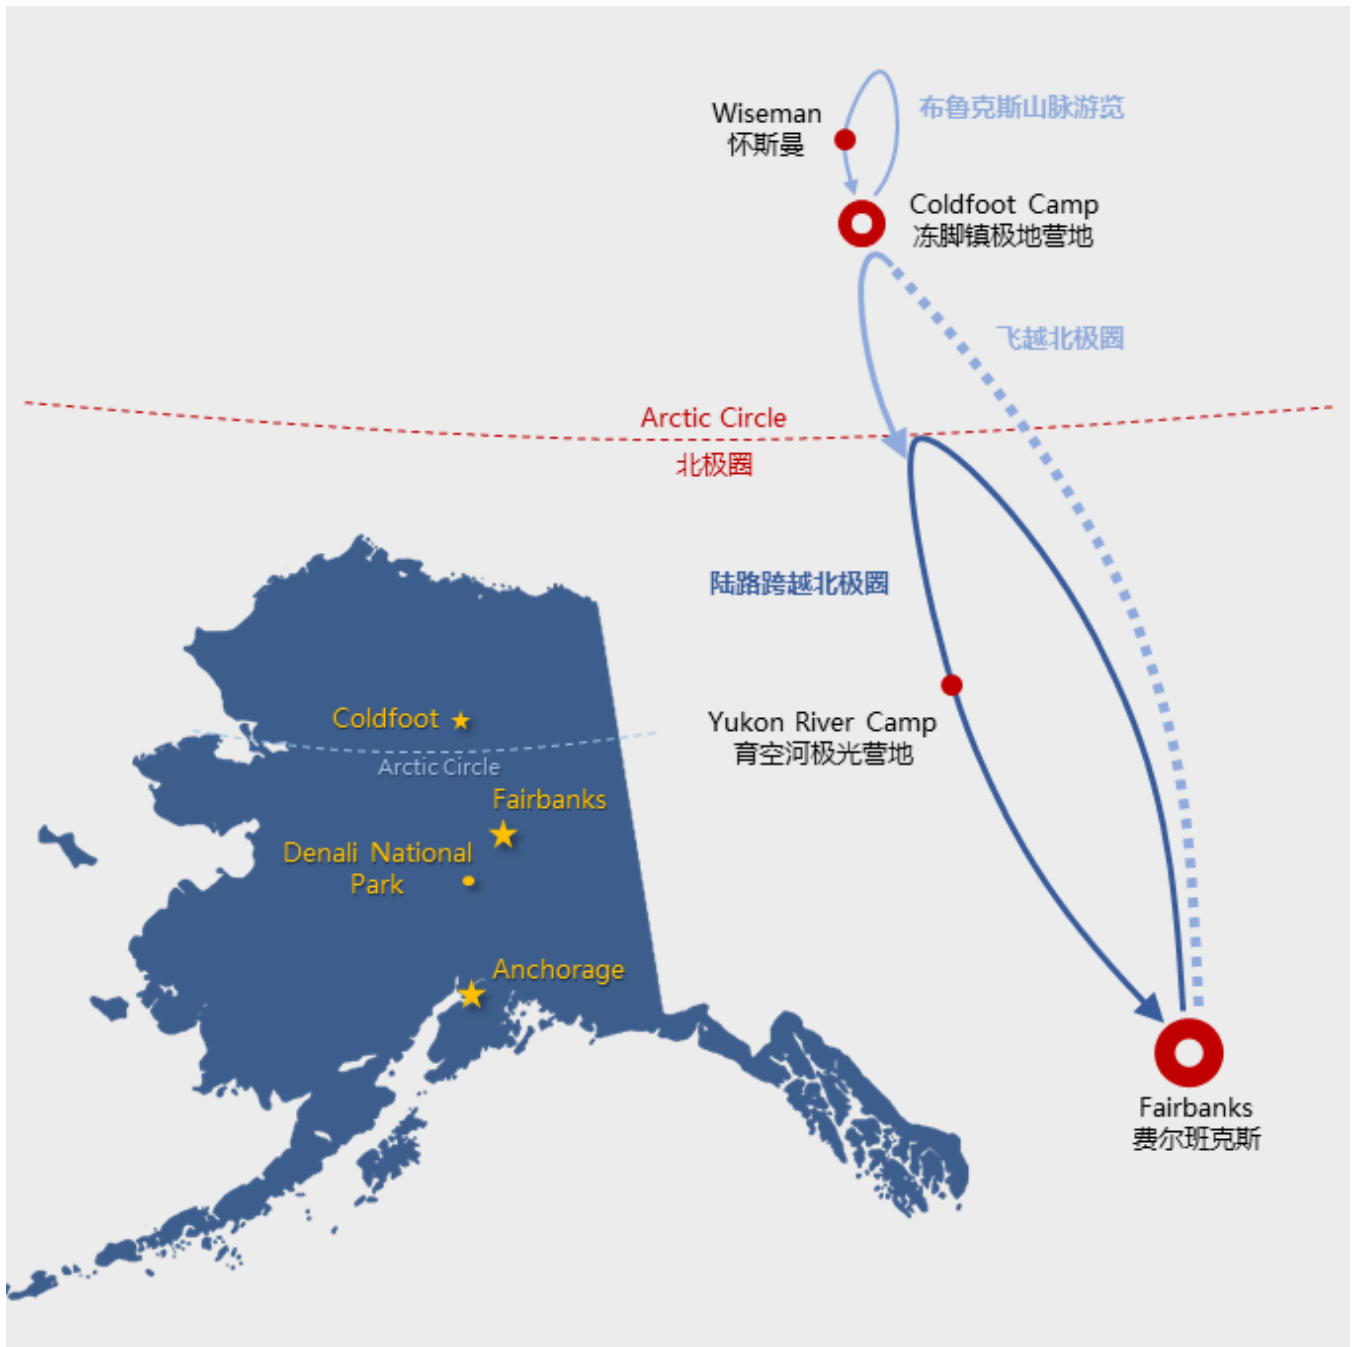 Wiseman
怀斯曼
布鲁克斯山脉游览
Coldfoot Camp
冻脚镇极地营地
飞越北极圈
Arctic Circle
北极圈
陆路跨越北极圈
Yukon River Camp
育空河极光营地
Coldfoot
Arctic Circle
Fairbanks
Denali National
Park
Anchorage
Fairbanks
费尔班克斯